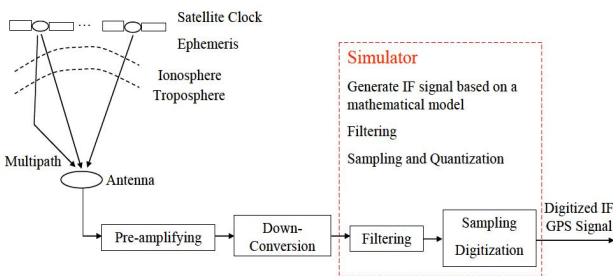 Satellite Clock
Ephemeris
Ionosphere
Troposphere
Multipath
Antenna
Simulator
Generate IF signal based on a
mathematical model
Filtering
Sampling and Quantization
Pre-amplifying
Down-
Conversion
Filtering
Sampling
Digitization
Digitized IF
GPS Signal